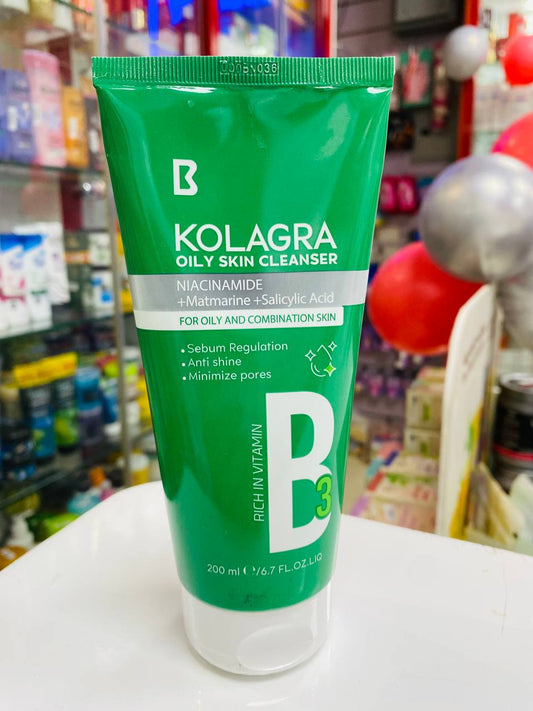 B
KOLAGRA
OILY SKIN CLEANSER
NIACINAMIDE
+Matmarine +Salicylic Acid
FOR OILY AND COMBINATION SKIN
• Sebum Regulation
• Anti shine
• Minimize pores
RICH IN VITAMIN
B3
200 ml ℮/6.7 FL.OZ.LIQ